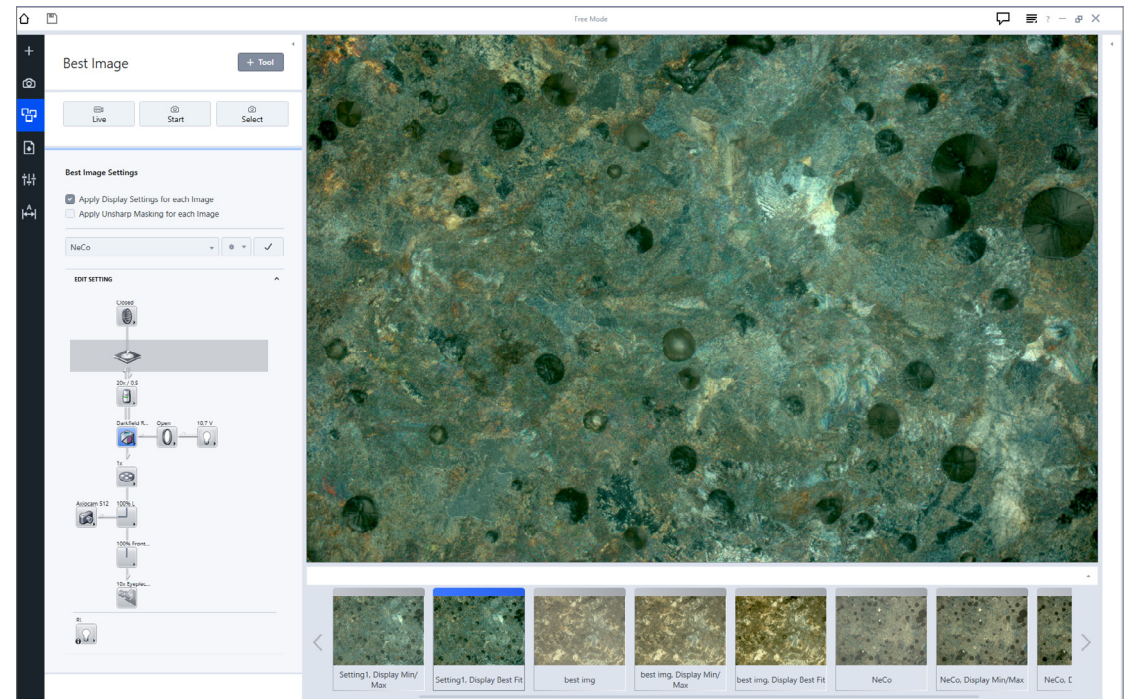 Free Mode
?
Best Image
+ Tool
Live
Start
Select
Best Image Settings
Apply Display Settings for each Image
Apply Unsharp Masking for each Image
NeCo
EDIT SETTING
Closed
20x / 0.5
Darkfield R...
Open
10.7 V
1x
Axiocam 512
100% L
100% Front...
10x Eyepiec...
RL
Setting1, Display Min/
Max
Setting1, Display Best Fit
best img
best img, Display Min/
Max
best img, Display Best Fit
NeCo
NeCo, Display Min/Max
NeCo, D